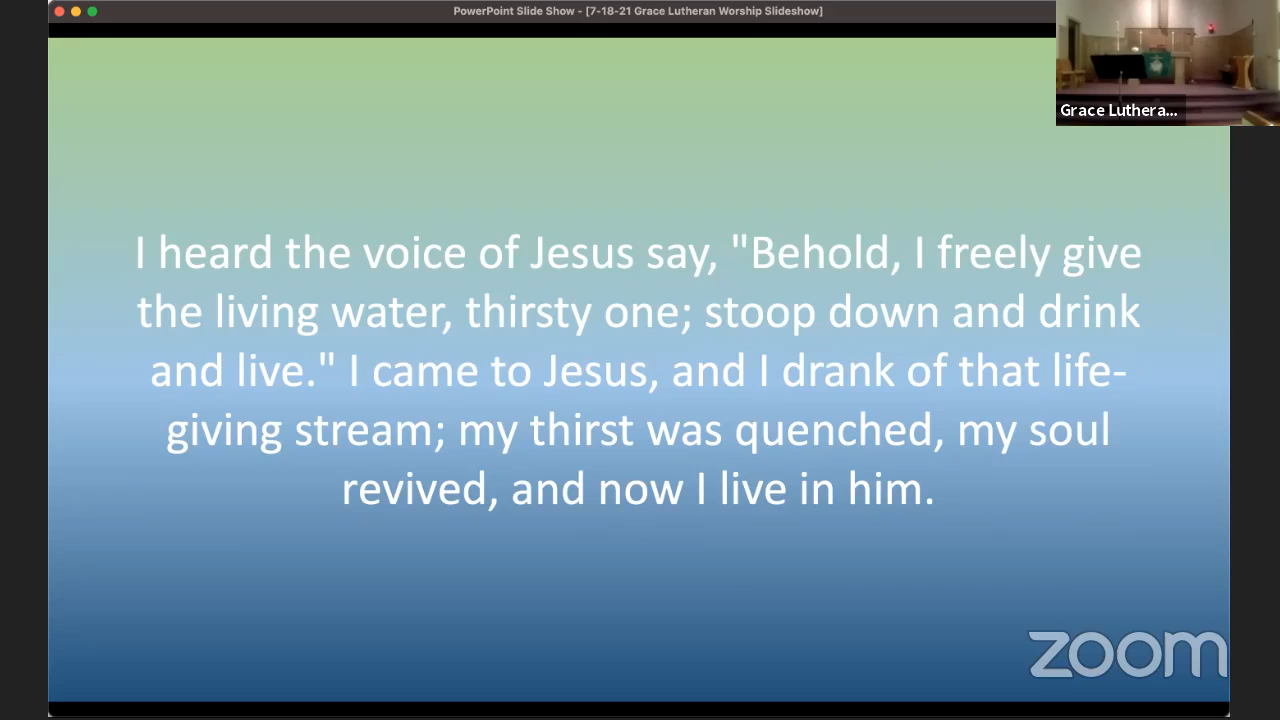 PowerPoint Slide Show - [7-18-21 Grace Lutheran Worship Slideshow]
Grace Luthera...
I heard the voice of Jesus say, "Behold, I freely give
the living water, thirsty one; stoop down and drink
and live." I came to Jesus, and I drank of that life-
giving stream; my thirst was quenched, my soul
revived, and now I live in him.
zoom